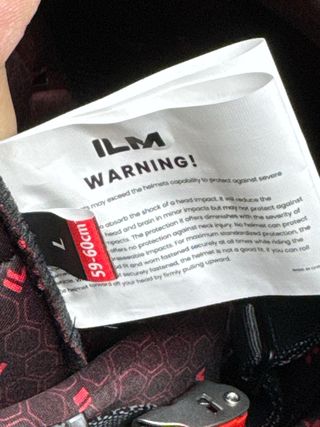 ILM
WARNING!
may exceed the helmets capability to protect against severe
o absorb the shock of a head impact. It will reduce the
head and brain in minor impacts but may not protect against
impacts. The protection it offers diminishes with the severity of
offers no protection against neck injury. No helmet can protect
foreseeable impacts. For maximum standardised protection, the
fit and worn fastened securely at all times while riding the
securely fastened, the helmet is not a good fit if you can roll
helmet forward off your head by firmly pulling upward.
L
59-60cm